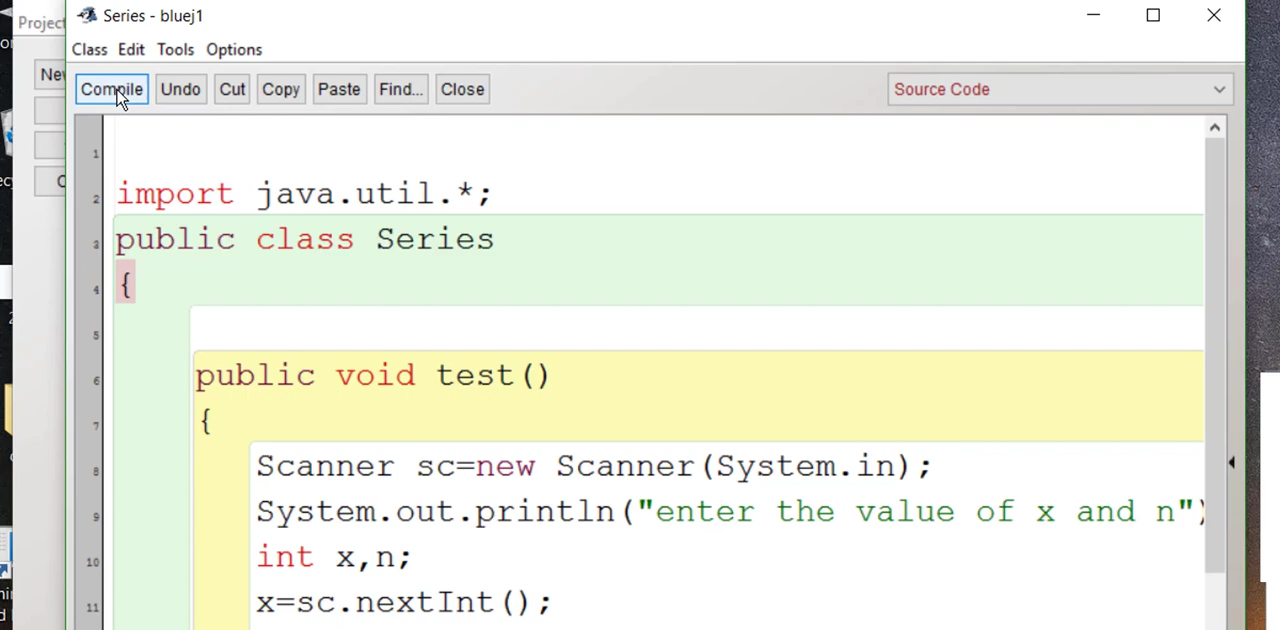 Project
Series - bluej1
Class Edit Tools Options
New
Compile Undo Cut Copy Paste Find... Close
Source Code
1
2 import java.util.*;
3 public class Series
4 {
5
6 public void test()
7 {
8 Scanner sc=new Scanner(System.in);
9 System.out.println("enter the value of x and n")
10 int x,n;
11 x=sc.nextInt();